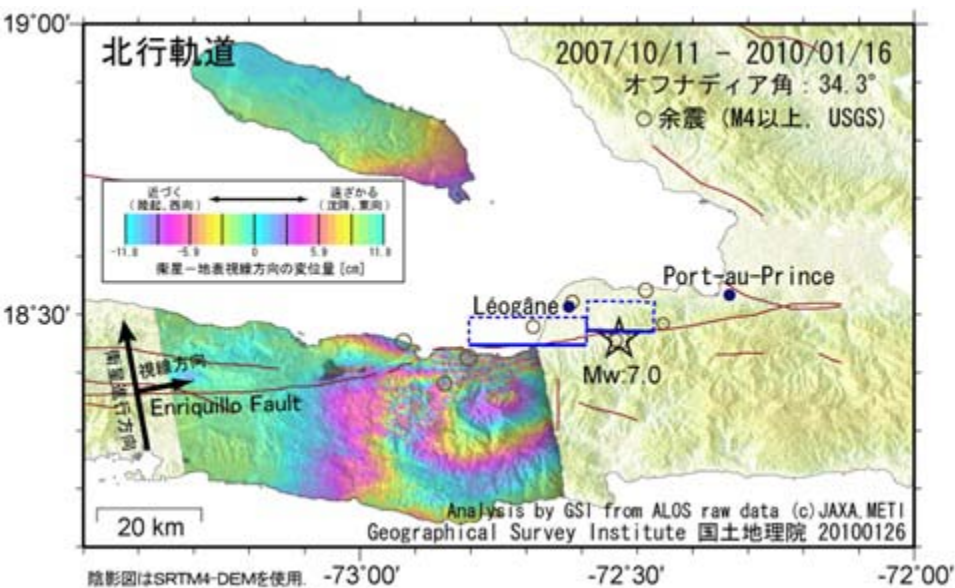 19°00'
北行軌道
2007/10/11 - 2010/01/16
オフナディア角：34.3°
○余震（M4以上, USGS）
近づく
（隆起，西向）
遠ざかる
（沈降，東向）
-11.8 -5.9 0 5.9 11.8
衛星－地表視線方向の変位量 [cm]
Port-au-Prince
Léogâne
18°30'
Mw:7.0
視線方向
衛星進行方向
Enriquillo Fault
20 km
Analysis by GSI from ALOS raw data (c)JAXA,METI
Geographical Survey Institute 国土地理院 20100126
陰影図はSRTM4-DEMを使用.
-73°00' -72°30' -72°00'